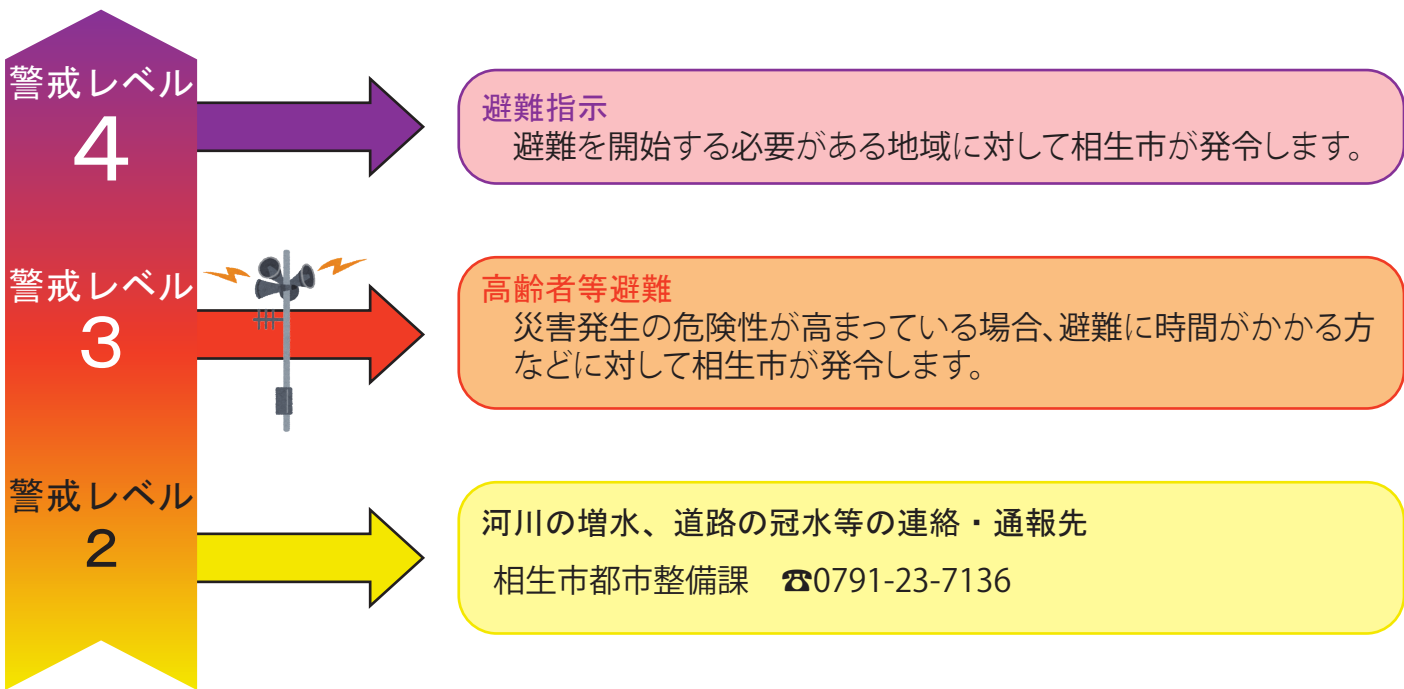 警戒レベル
4
避難指示
避難を開始する必要がある地域に対して相生市が発令します。
警戒レベル
3
高齢者等避難
災害発生の危険性が高まっている場合、避難に時間がかかる方
などに対して相生市が発令します。
警戒レベル
2
河川の増水、道路の冠水等の連絡・通報先
相生市都市整備課　☎0791-23-7136